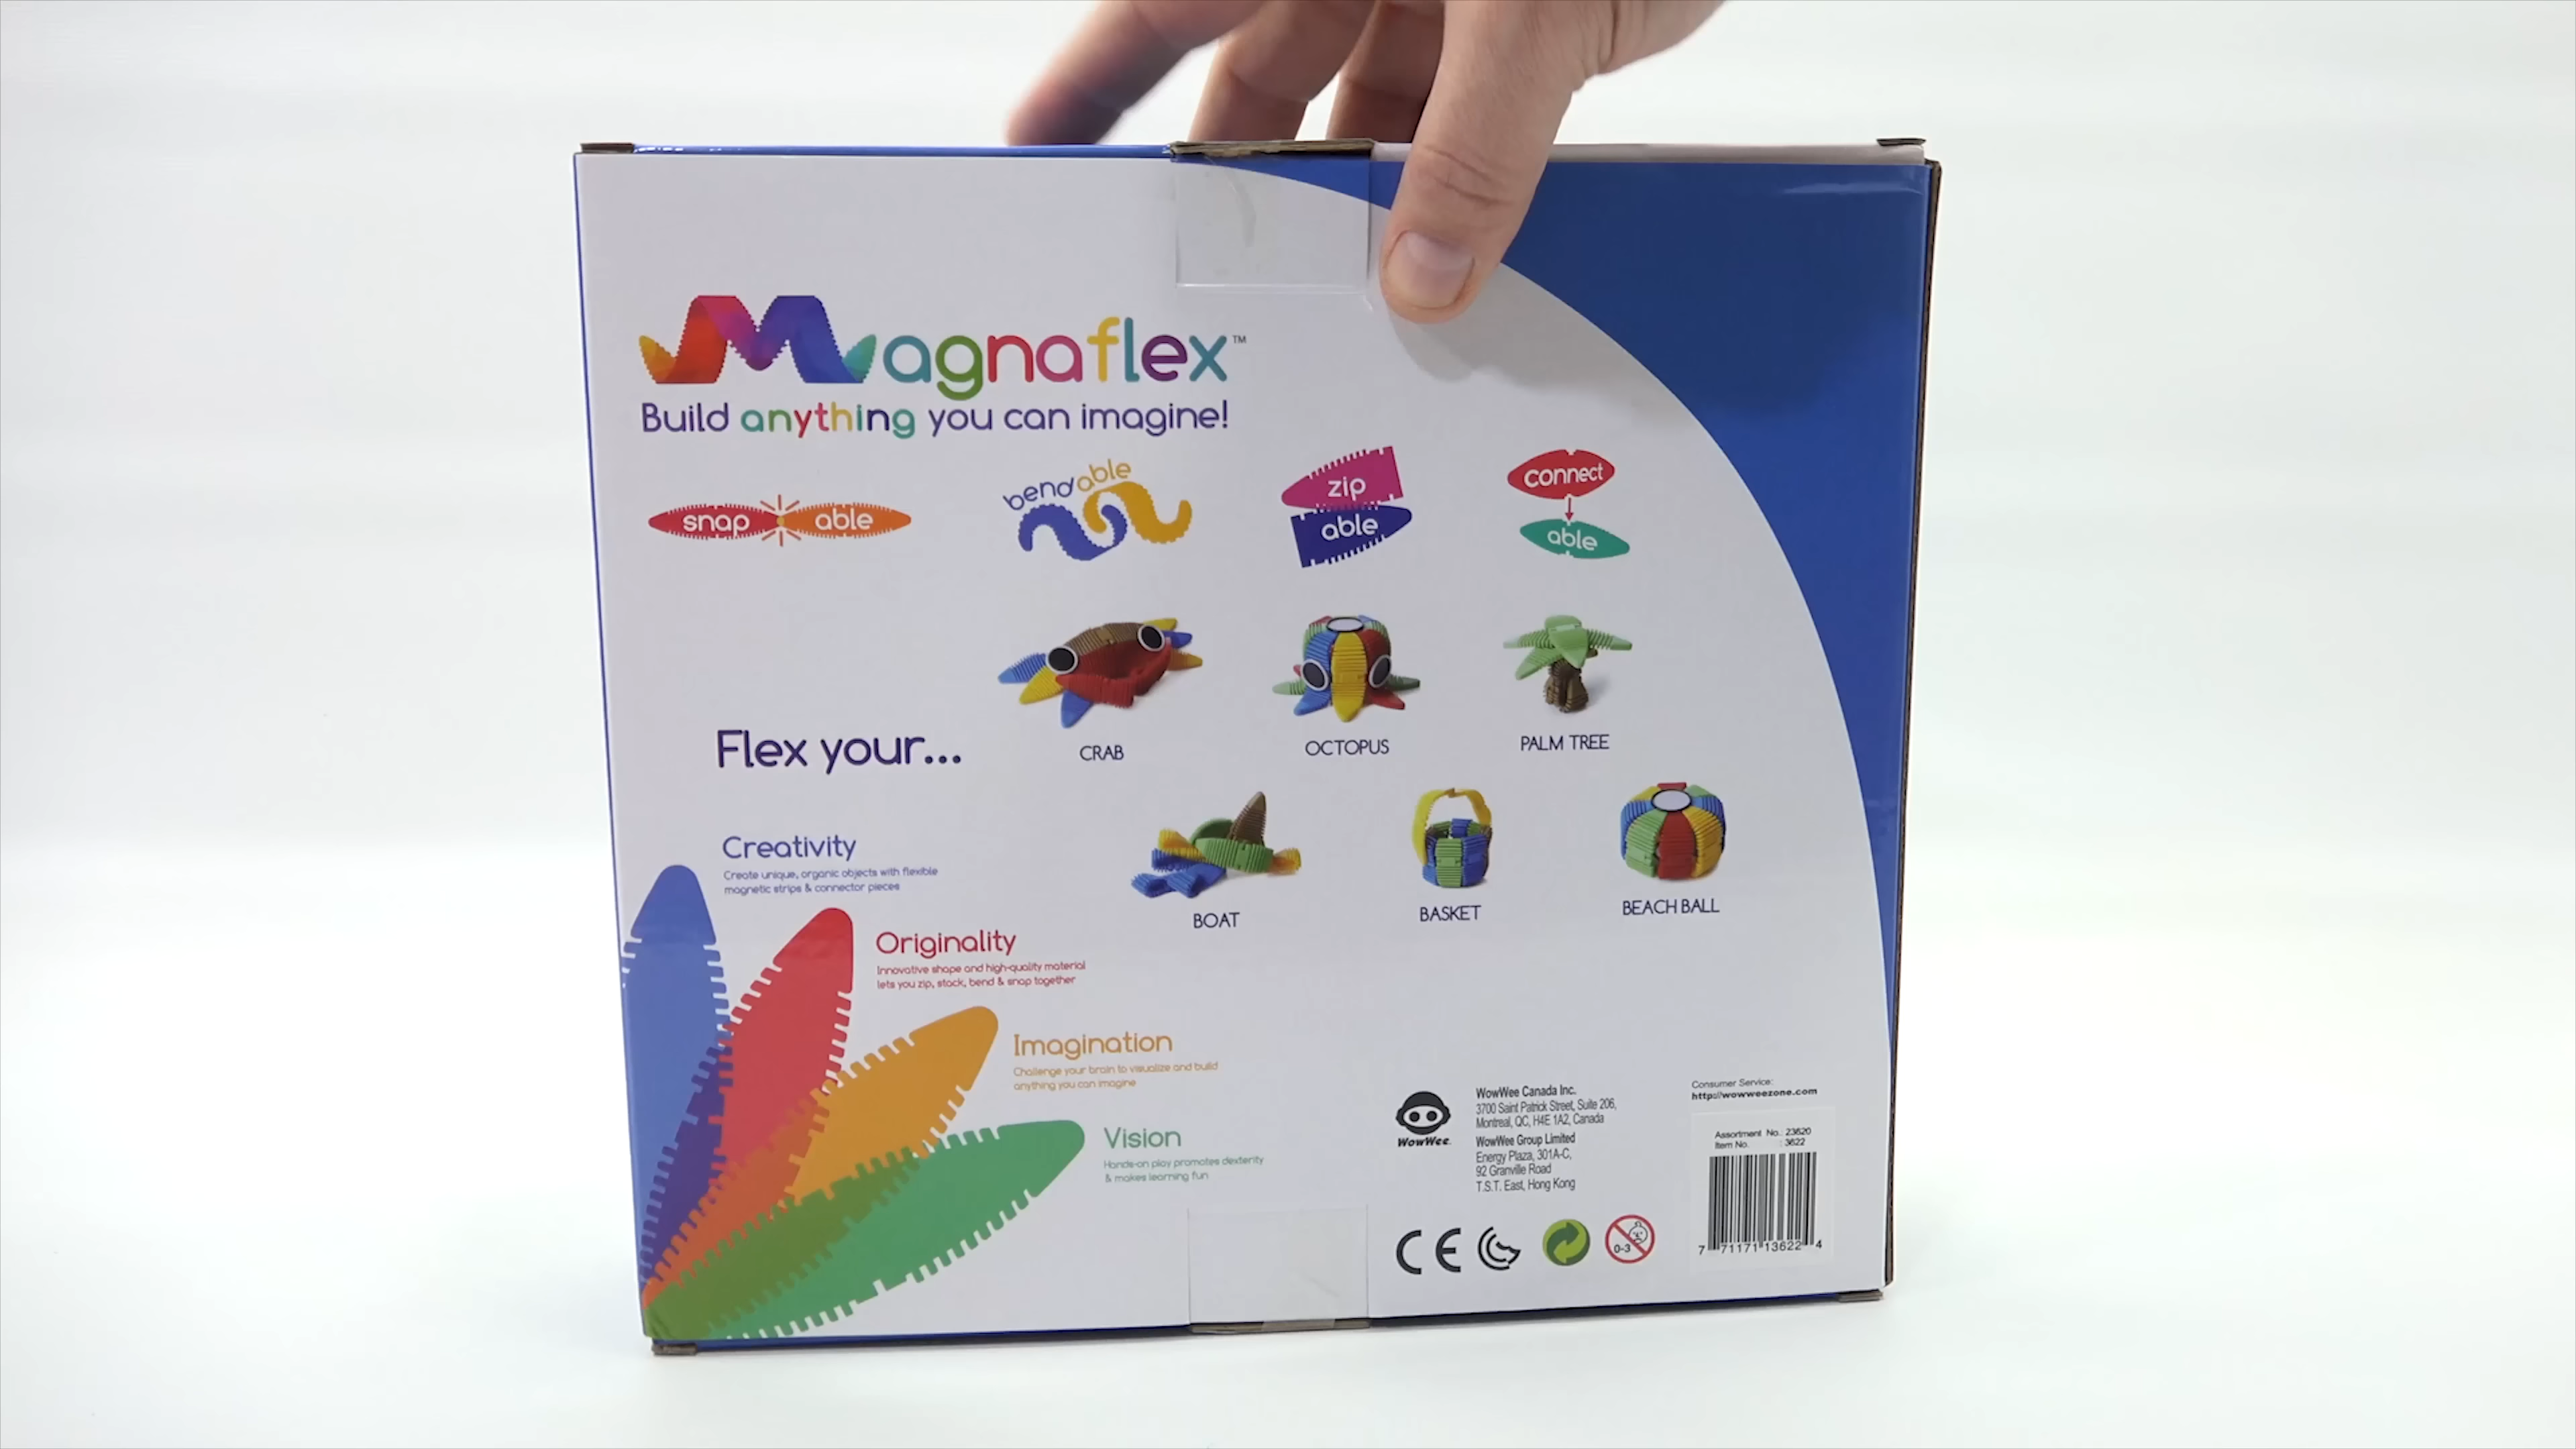 Magnaflex™
Build anything you can imagine!
snap able
bendable
zip
able
connect
able
CRAB
OCTOPUS
PALM TREE
Flex your...
BOAT
BASKET
BEACH BALL
Creativity
Create unique, organic objects with flexible
magnetic strips & connector pieces
Originality
Innovative shape and high-quality material
lets you zip, stack, bend & snap together
Imagination
Challenge your brain to visualize and build
anything you can imagine
Vision
Hands-on play promotes dexterity
& makes learning fun
WowWee.
WowWee Canada Inc.
3700 Saint Patrick Street, Suite 206,
Montreal, QC, H4E 1A2, Canada
WowWee Group Limited
Energy Plaza, 301A-C,
92 Granville Road
T.S.T. East, Hong Kong
Consumer Service:
http://wowweezone.com
Assortment No.: 23620
Item No. : 3622
7 71171 13622 4
CE
0-3